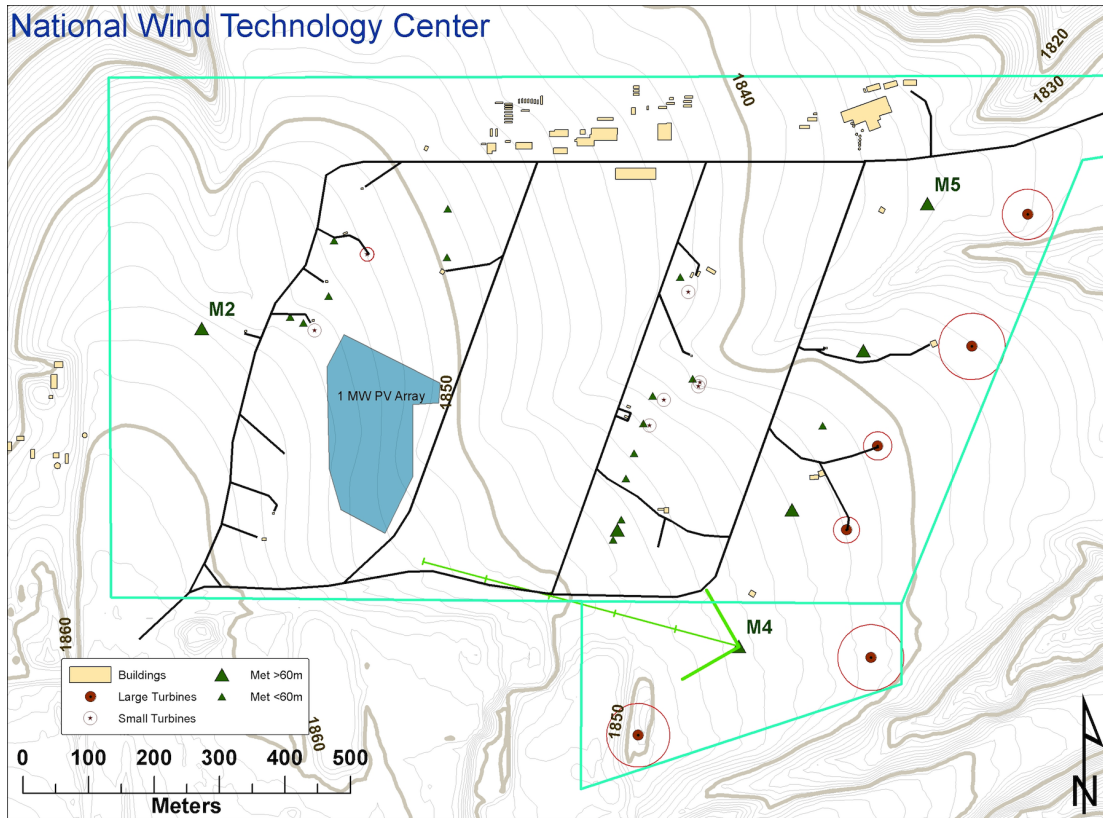 National Wind Technology Center
1820
1830
1840
M5
M2
1850
1 MW PV Array
M4
1860
1860
1850
Buildings
Met >60m
Large Turbines
Met <60m
Small Turbines
0 100 200 300 400 500
Meters
N